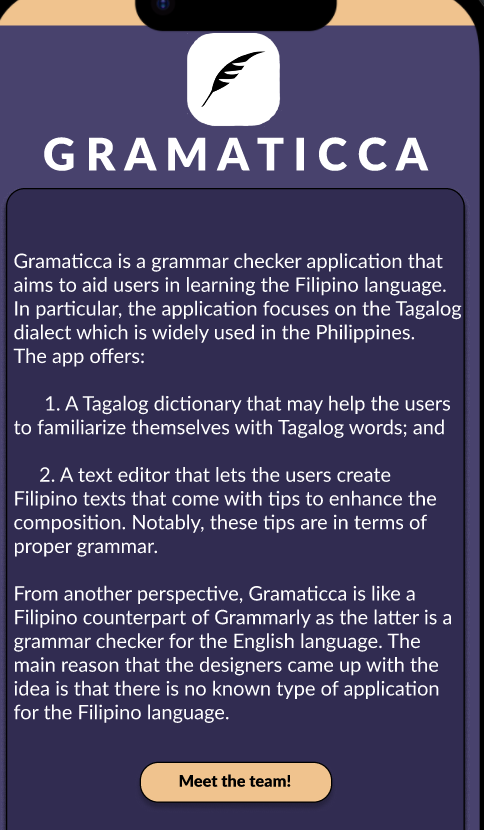 GRAMATICCA
Gramaticca is a grammar checker application that
aims to aid users in learning the Filipino language.
In particular, the application focuses on the Tagalog
dialect which is widely used in the Philippines.
The app offers:
1. A Tagalog dictionary that may help the users
to familiarize themselves with Tagalog words; and
2. A text editor that lets the users create
Filipino texts that come with tips to enhance the
composition. Notably, these tips are in terms of
proper grammar.
From another perspective, Gramaticca is like a
Filipino counterpart of Grammarly as the latter is a
grammar checker for the English language. The
main reason that the designers came up with the
idea is that there is no known type of application
for the Filipino language.
Meet the team!